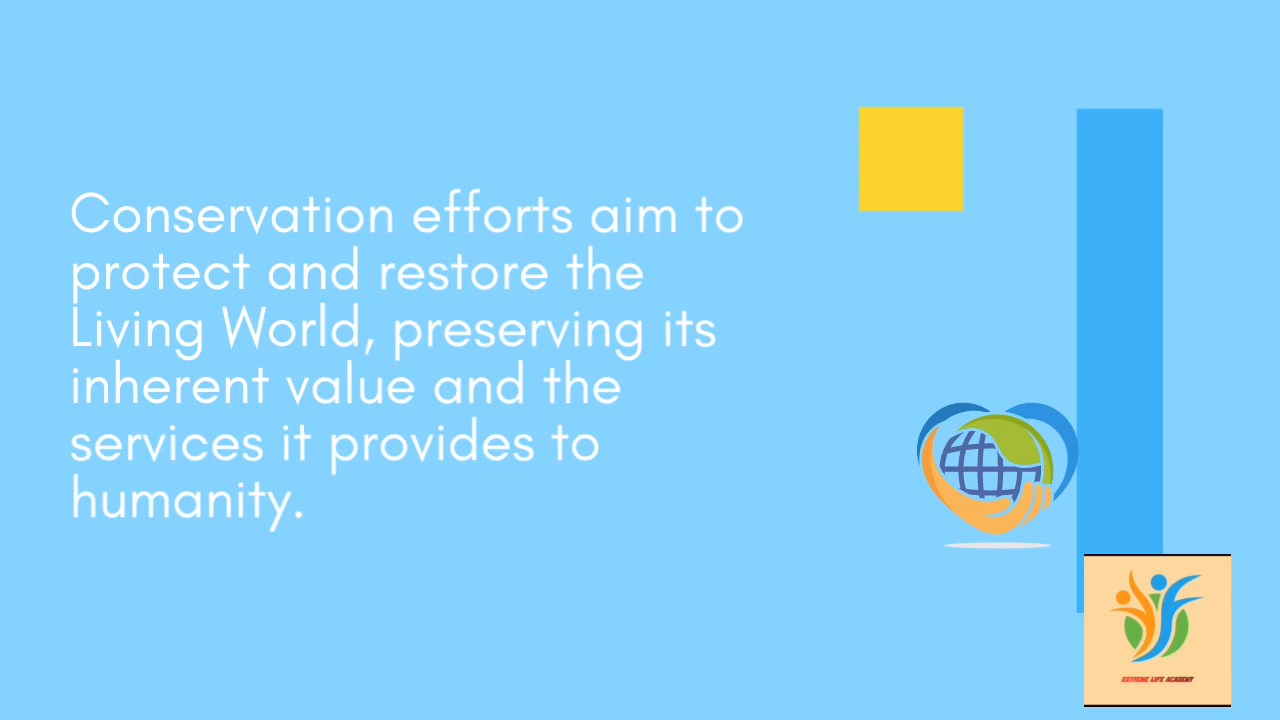 Conservation efforts aim to
protect and restore the
Living World, preserving its
inherent value and the
services it provides to
humanity.
EXTREME LIFE ACADEMY